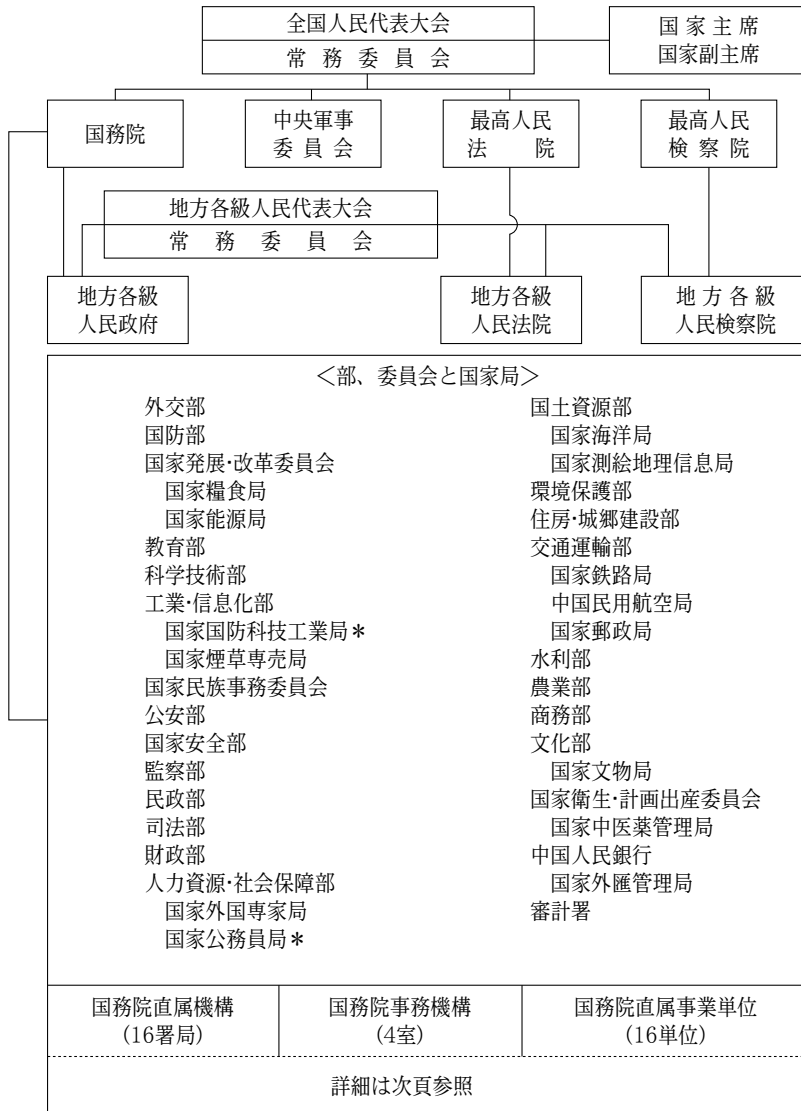 全国人民代表大会
常務委員会
国家主席
国家副主席
国務院
中央軍事
委員会
最高人民
法院
最高人民
検察院
地方各級人民代表大会
常務委員会
地方各級
人民政府
地方各級
人民法院
地方各級
人民検察院
<部、委員会と国家局>
外交部
国防部
国家発展・改革委員会
国家糧食局
国家能源局
教育部
科学技術部
工業・信息化部
国家国防科技工業局*
国家煙草専売局
国家民族事務委員会
公安部
国家安全部
監察部
民政部
司法部
財政部
人力資源・社会保障部
国家外国専家局
国家公務員局*
国土資源部
国家海洋局
国家測絵地理信息局
環境保護部
住房・城郷建設部
交通運輸部
国家鉄路局
中国民用航空局
国家郵政局
水利部
農業部
商務部
文化部
国家文物局
国家衛生・計画出産委員会
国家中医薬管理局
中国人民銀行
国家外匯管理局
審計署
国務院直属機構
(16署局)
国務院事務機構
(4室)
国務院直属事業単位
(16単位)
詳細は次頁参照